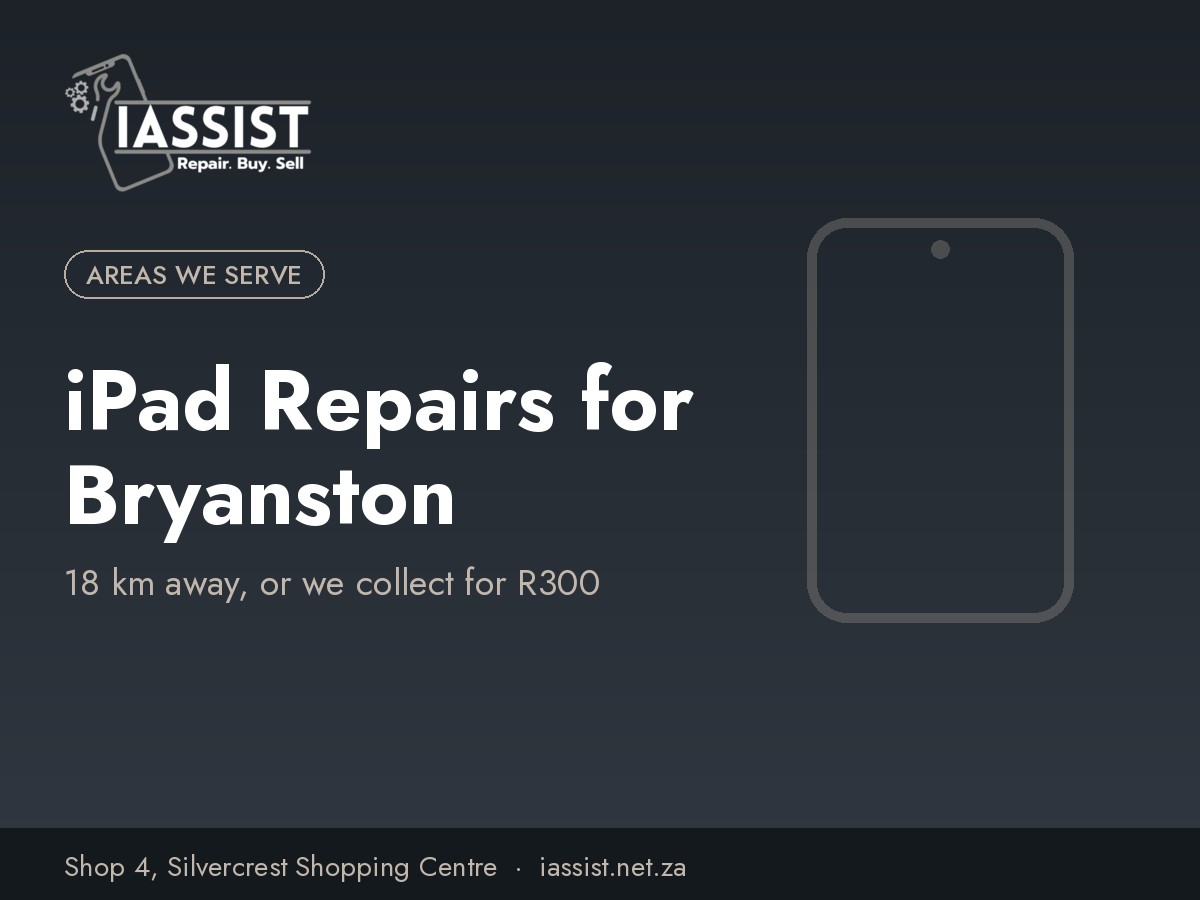 IASSIST
Repair. Buy. Sell
AREAS WE SERVE
iPad Repairs for
Bryanston
18 km away, or we collect for R300
Shop 4, Silvercrest Shopping Centre · iassist.net.za